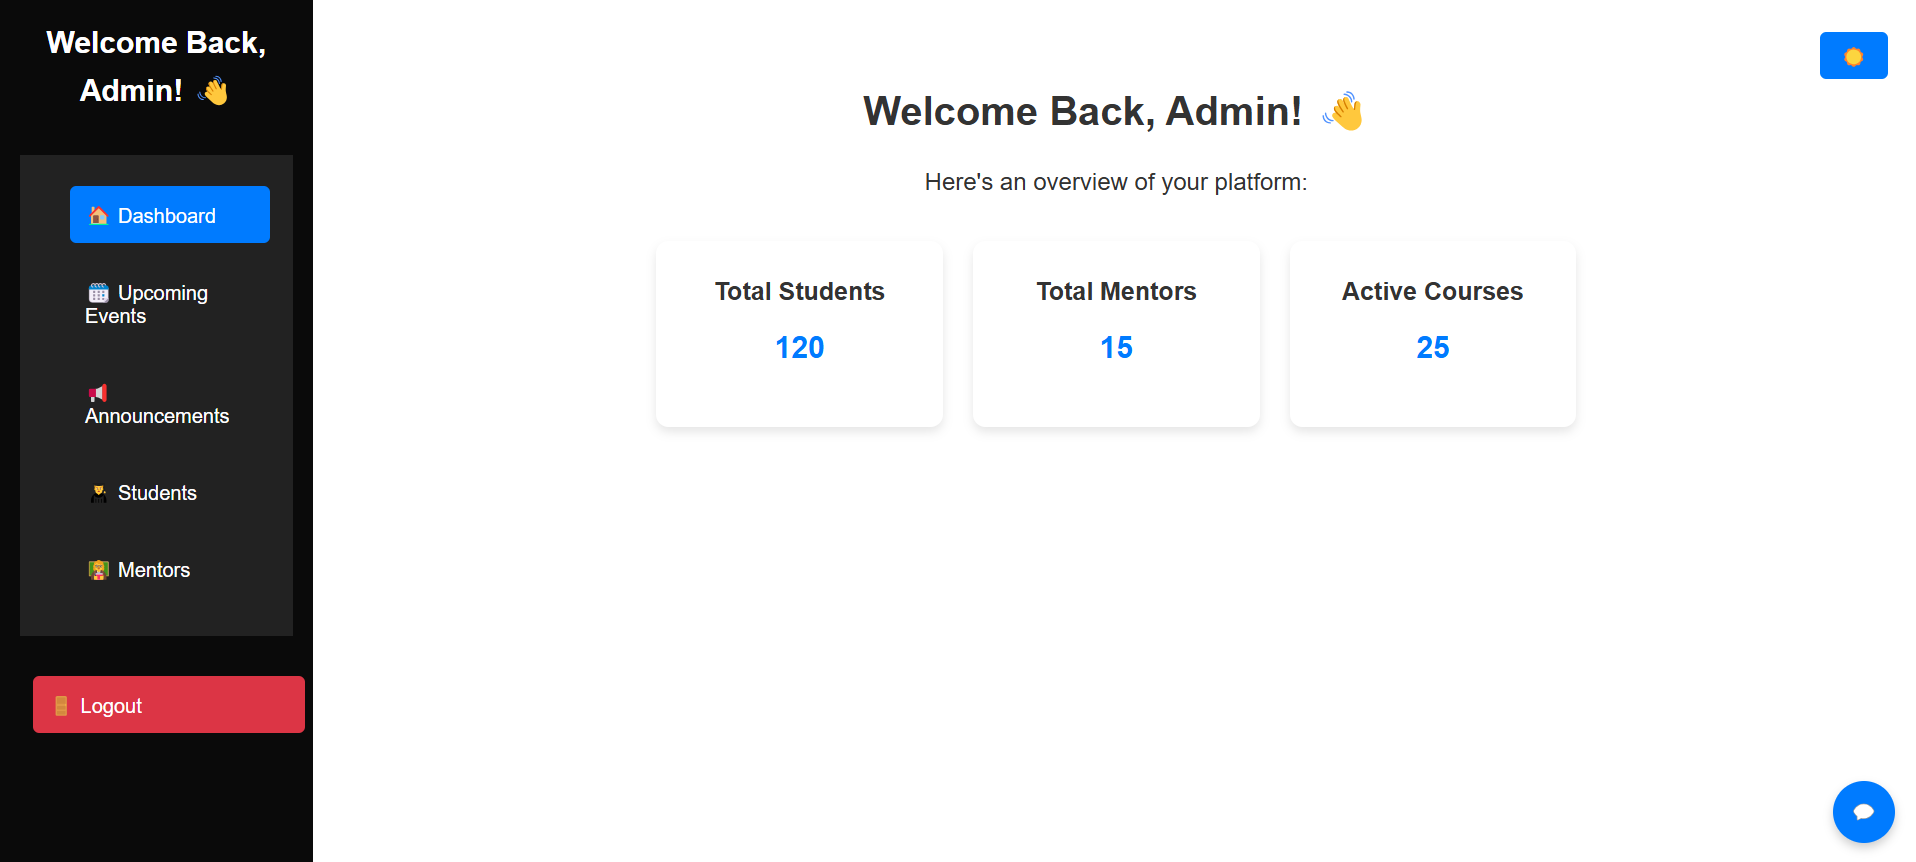 Welcome Back,
Admin! 👋
🏠 Dashboard
📅 Upcoming
Events
📢
Announcements
👩‍🎓 Students
👩‍🏫 Mentors
🚪 Logout
Welcome Back, Admin! 👋
Here's an overview of your platform:
Total Students
120
Total Mentors
15
Active Courses
25